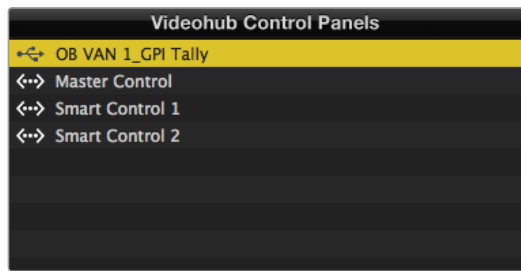 Videohub Control Panels
OB VAN 1_GPI Tally
Master Control
Smart Control 1
Smart Control 2